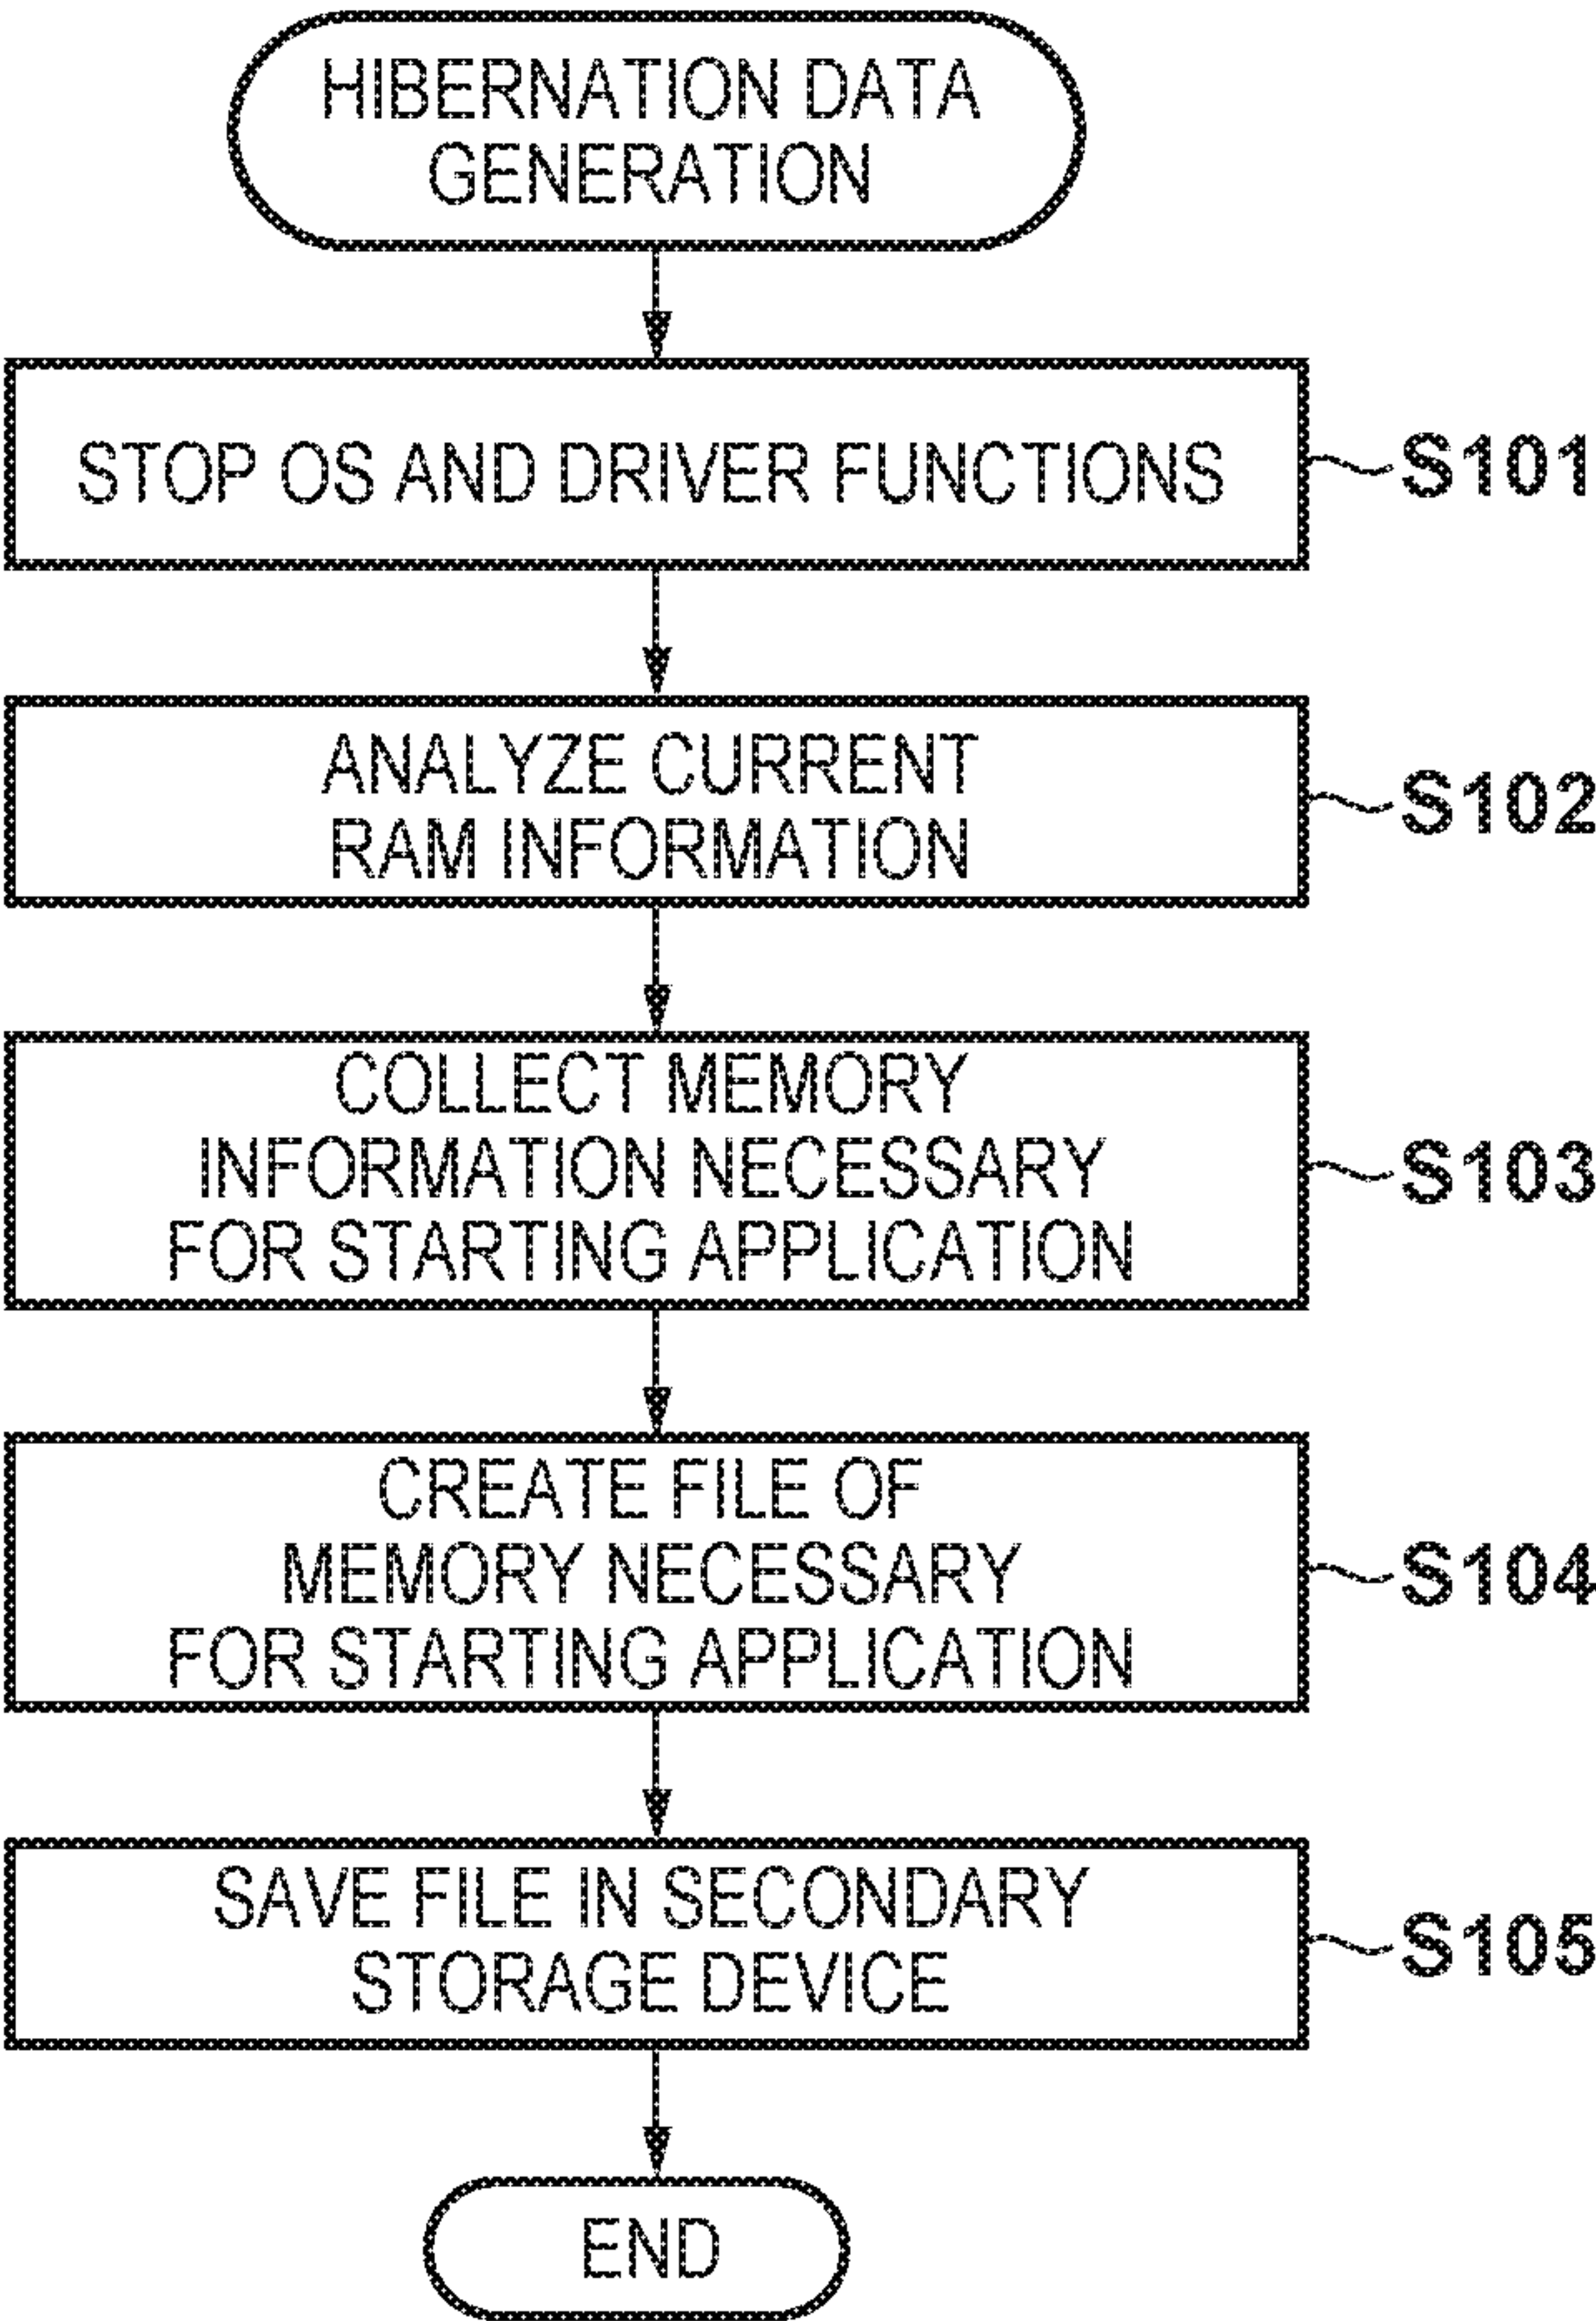 HIBERNATION DATA
GENERATION
STOP OS AND DRIVER FUNCTIONS
S101
ANALYZE CURRENT
RAM INFORMATION
S102
COLLECT MEMORY
INFORMATION NECESSARY
FOR STARTING APPLICATION
S103
CREATE FILE OF
MEMORY NECESSARY
FOR STARTING APPLICATION
S104
SAVE FILE IN SECONDARY
STORAGE DEVICE
S105
END